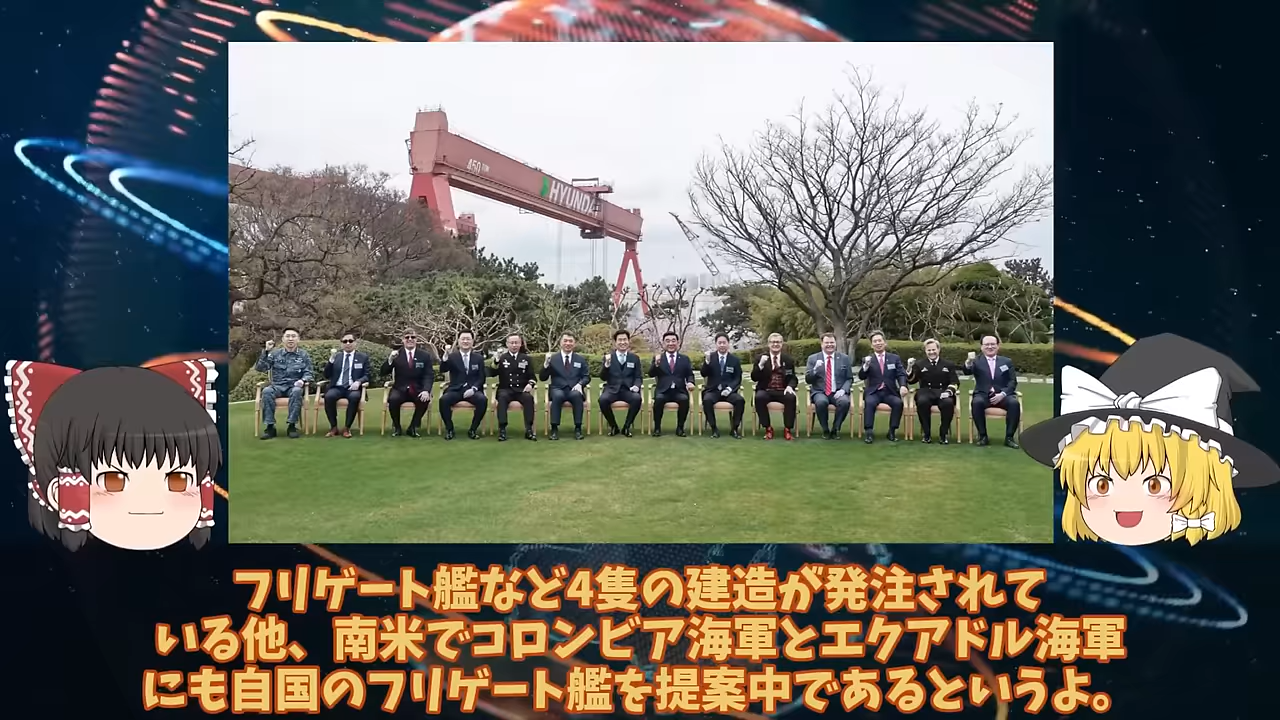 450 TON
HYUNDAI
フリゲート艦など4隻の建造が発注されて
いる他、南米でコロンビア海軍とエクアドル海軍
にも自国のフリゲート艦を提案中であるというよ。